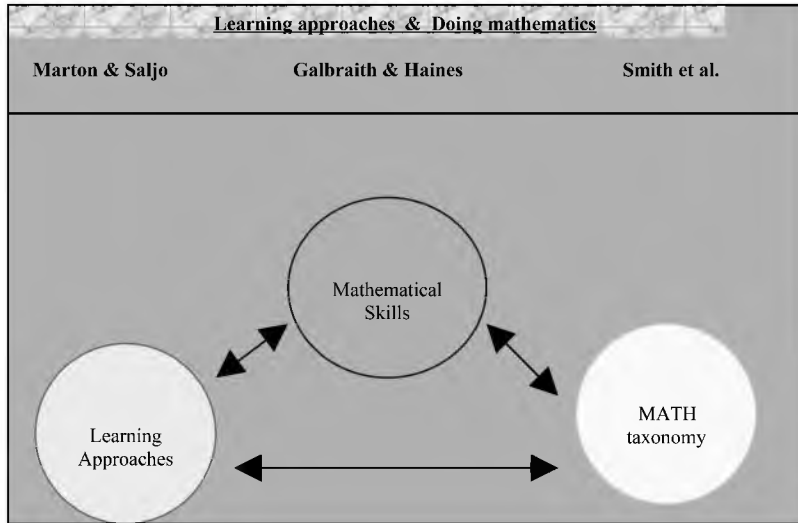 Learning approaches & Doing mathematics
Marton & Saljo Galbraith & Haines Smith et al.
Mathematical
Skills
MATH
taxonomy
Learning
Approaches